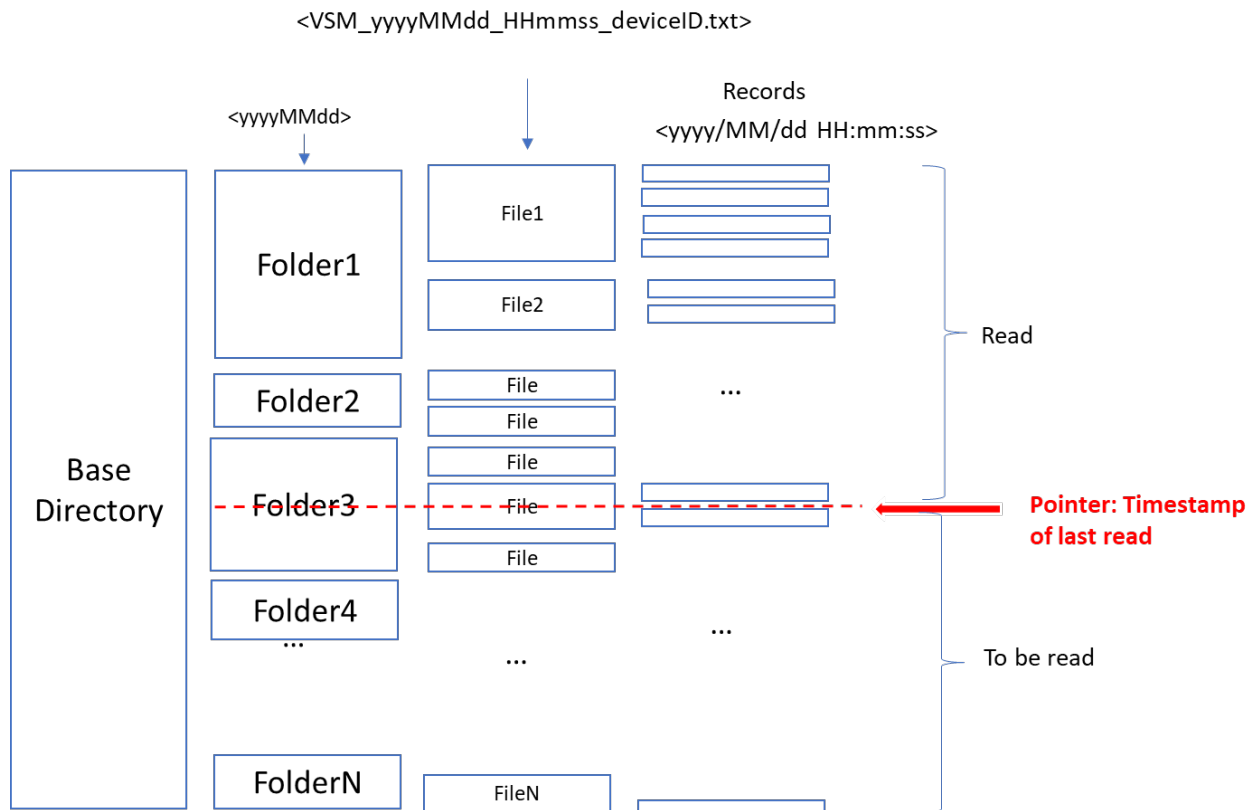 <VSM_yyyyMMdd_HHmmss_deviceID.txt>
<yyyyMMdd>
Records
<yyyy/MM/dd HH:mm:ss>
Base
Directory
Folder1
File1
File2
Read
Folder2
File
File
...
Folder3
File
File
File
Pointer: Timestamp
of last read
Folder4
...
...
...
To be read
FolderN
FileN